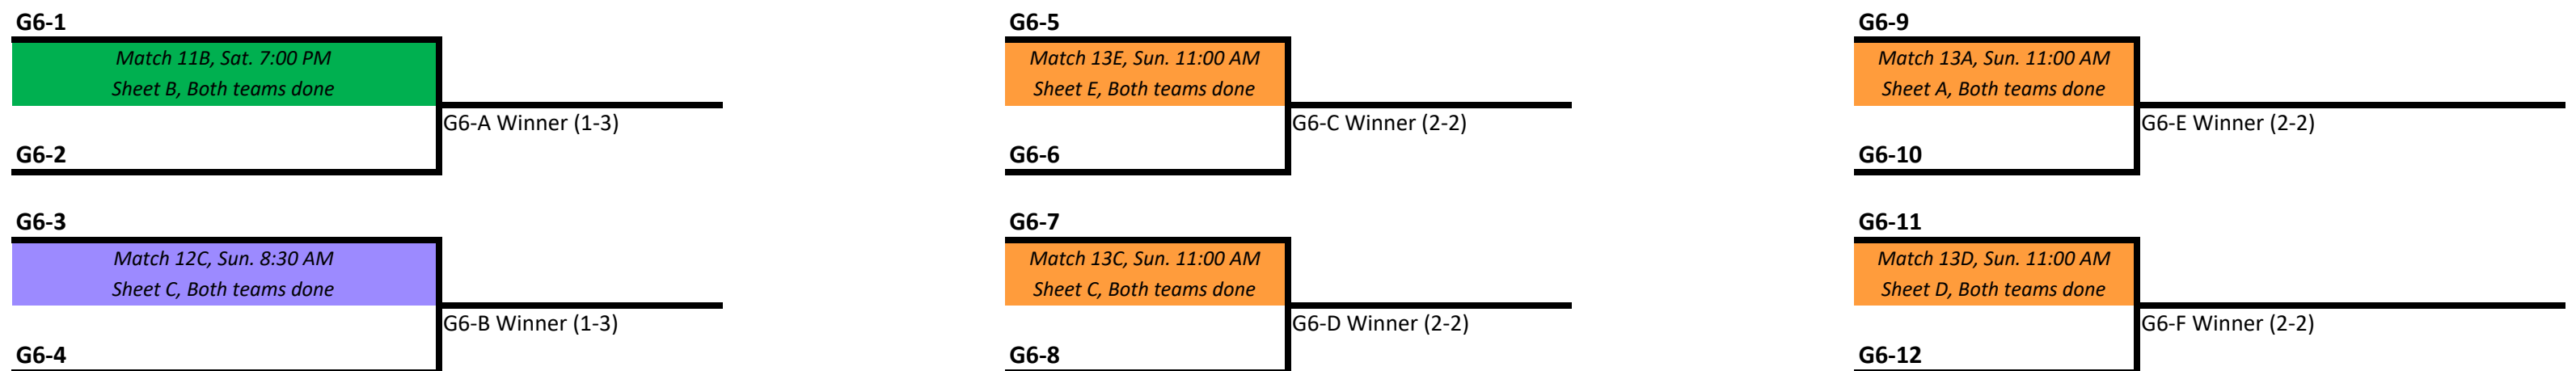 G6-1
Match 11B, Sat. 7:00 PM
Sheet B, Both teams done
G6-A Winner (1-3)
G6-2
G6-3
Match 12C, Sun. 8:30 AM
Sheet C, Both teams done
G6-B Winner (1-3)
G6-4
G6-5
Match 13E, Sun. 11:00 AM
Sheet E, Both teams done
G6-C Winner (2-2)
G6-6
G6-7
Match 13C, Sun. 11:00 AM
Sheet C, Both teams done
G6-D Winner (2-2)
G6-8
G6-9
Match 13A, Sun. 11:00 AM
Sheet A, Both teams done
G6-E Winner (2-2)
G6-10
G6-11
Match 13D, Sun. 11:00 AM
Sheet D, Both teams done
G6-F Winner (2-2)
G6-12